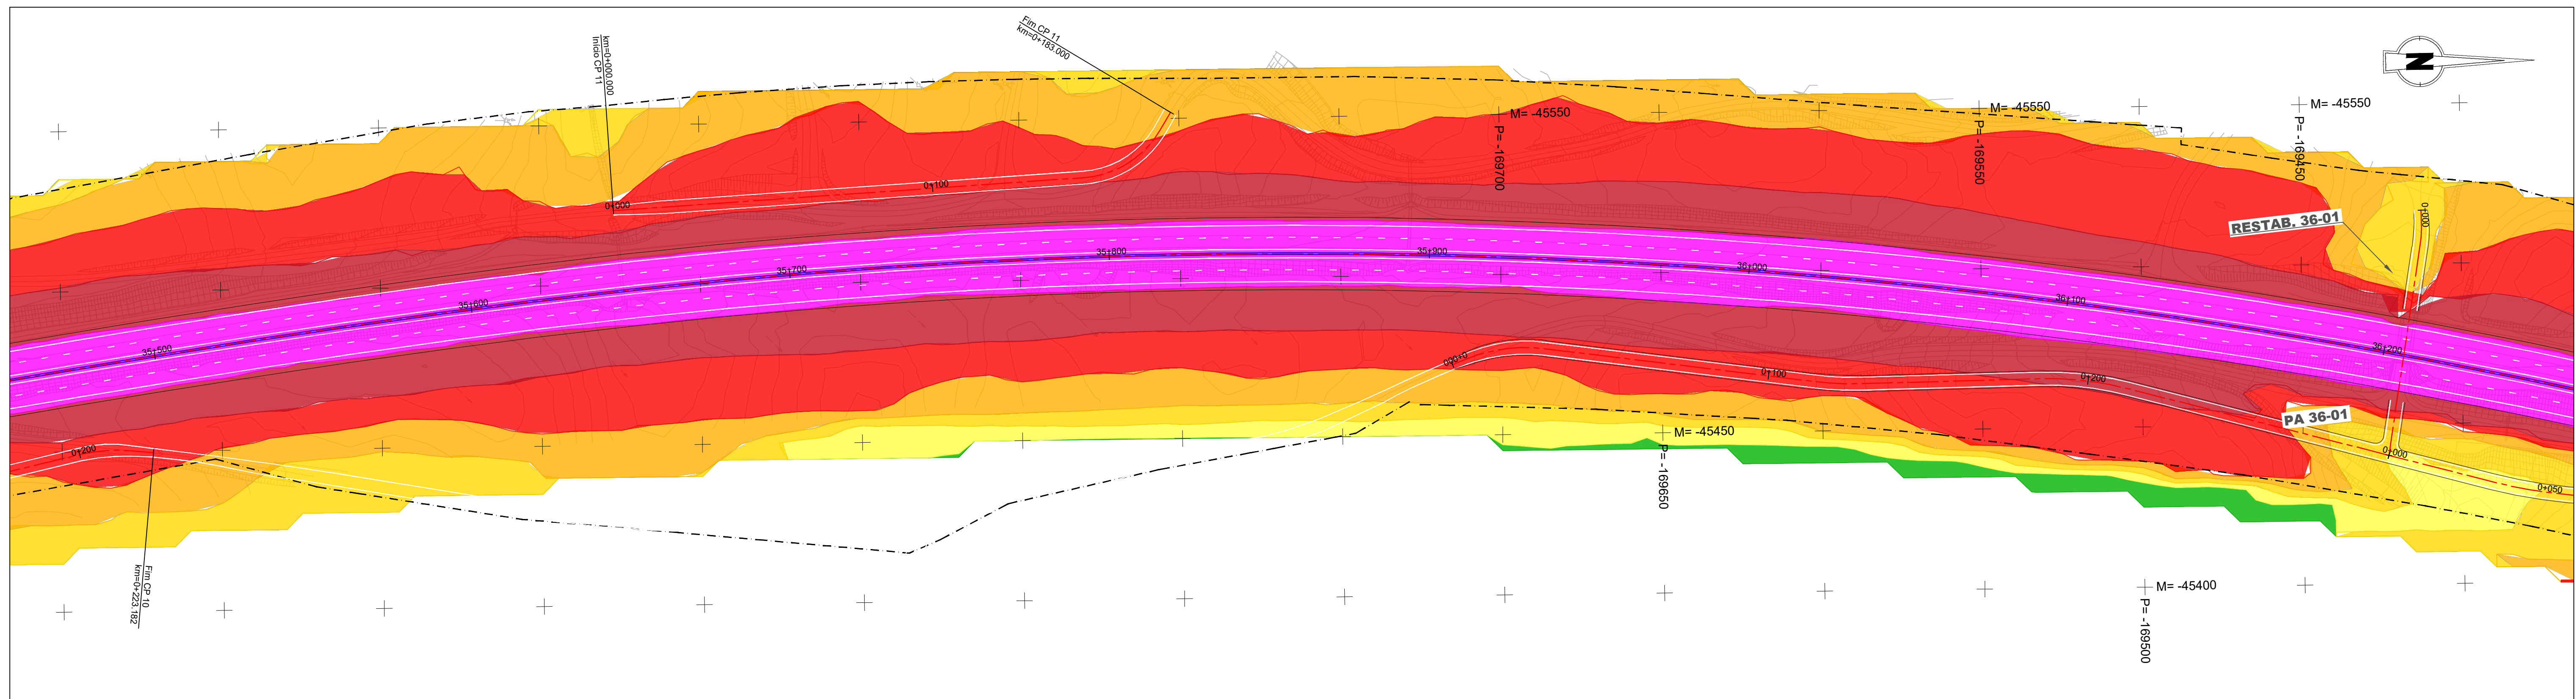 km=0+000.000
Início CP 11
Fim CP 11
km=0+183.000
N
M= -45550
P= -169700
M= -45550
P= -169550
M= -45550
P= -169450
RESTAB. 36-01
0+000
0+000
0+100
35+500
35+600
35+700
35+800
35+900
36+000
36+100
36+200
0+000
0+100
0+200
PA 36-01
0+000
0+050
0+200
Fim CP 10
km=0+223.182
M= -45450
P= -169650
M= -45400
P= -169500